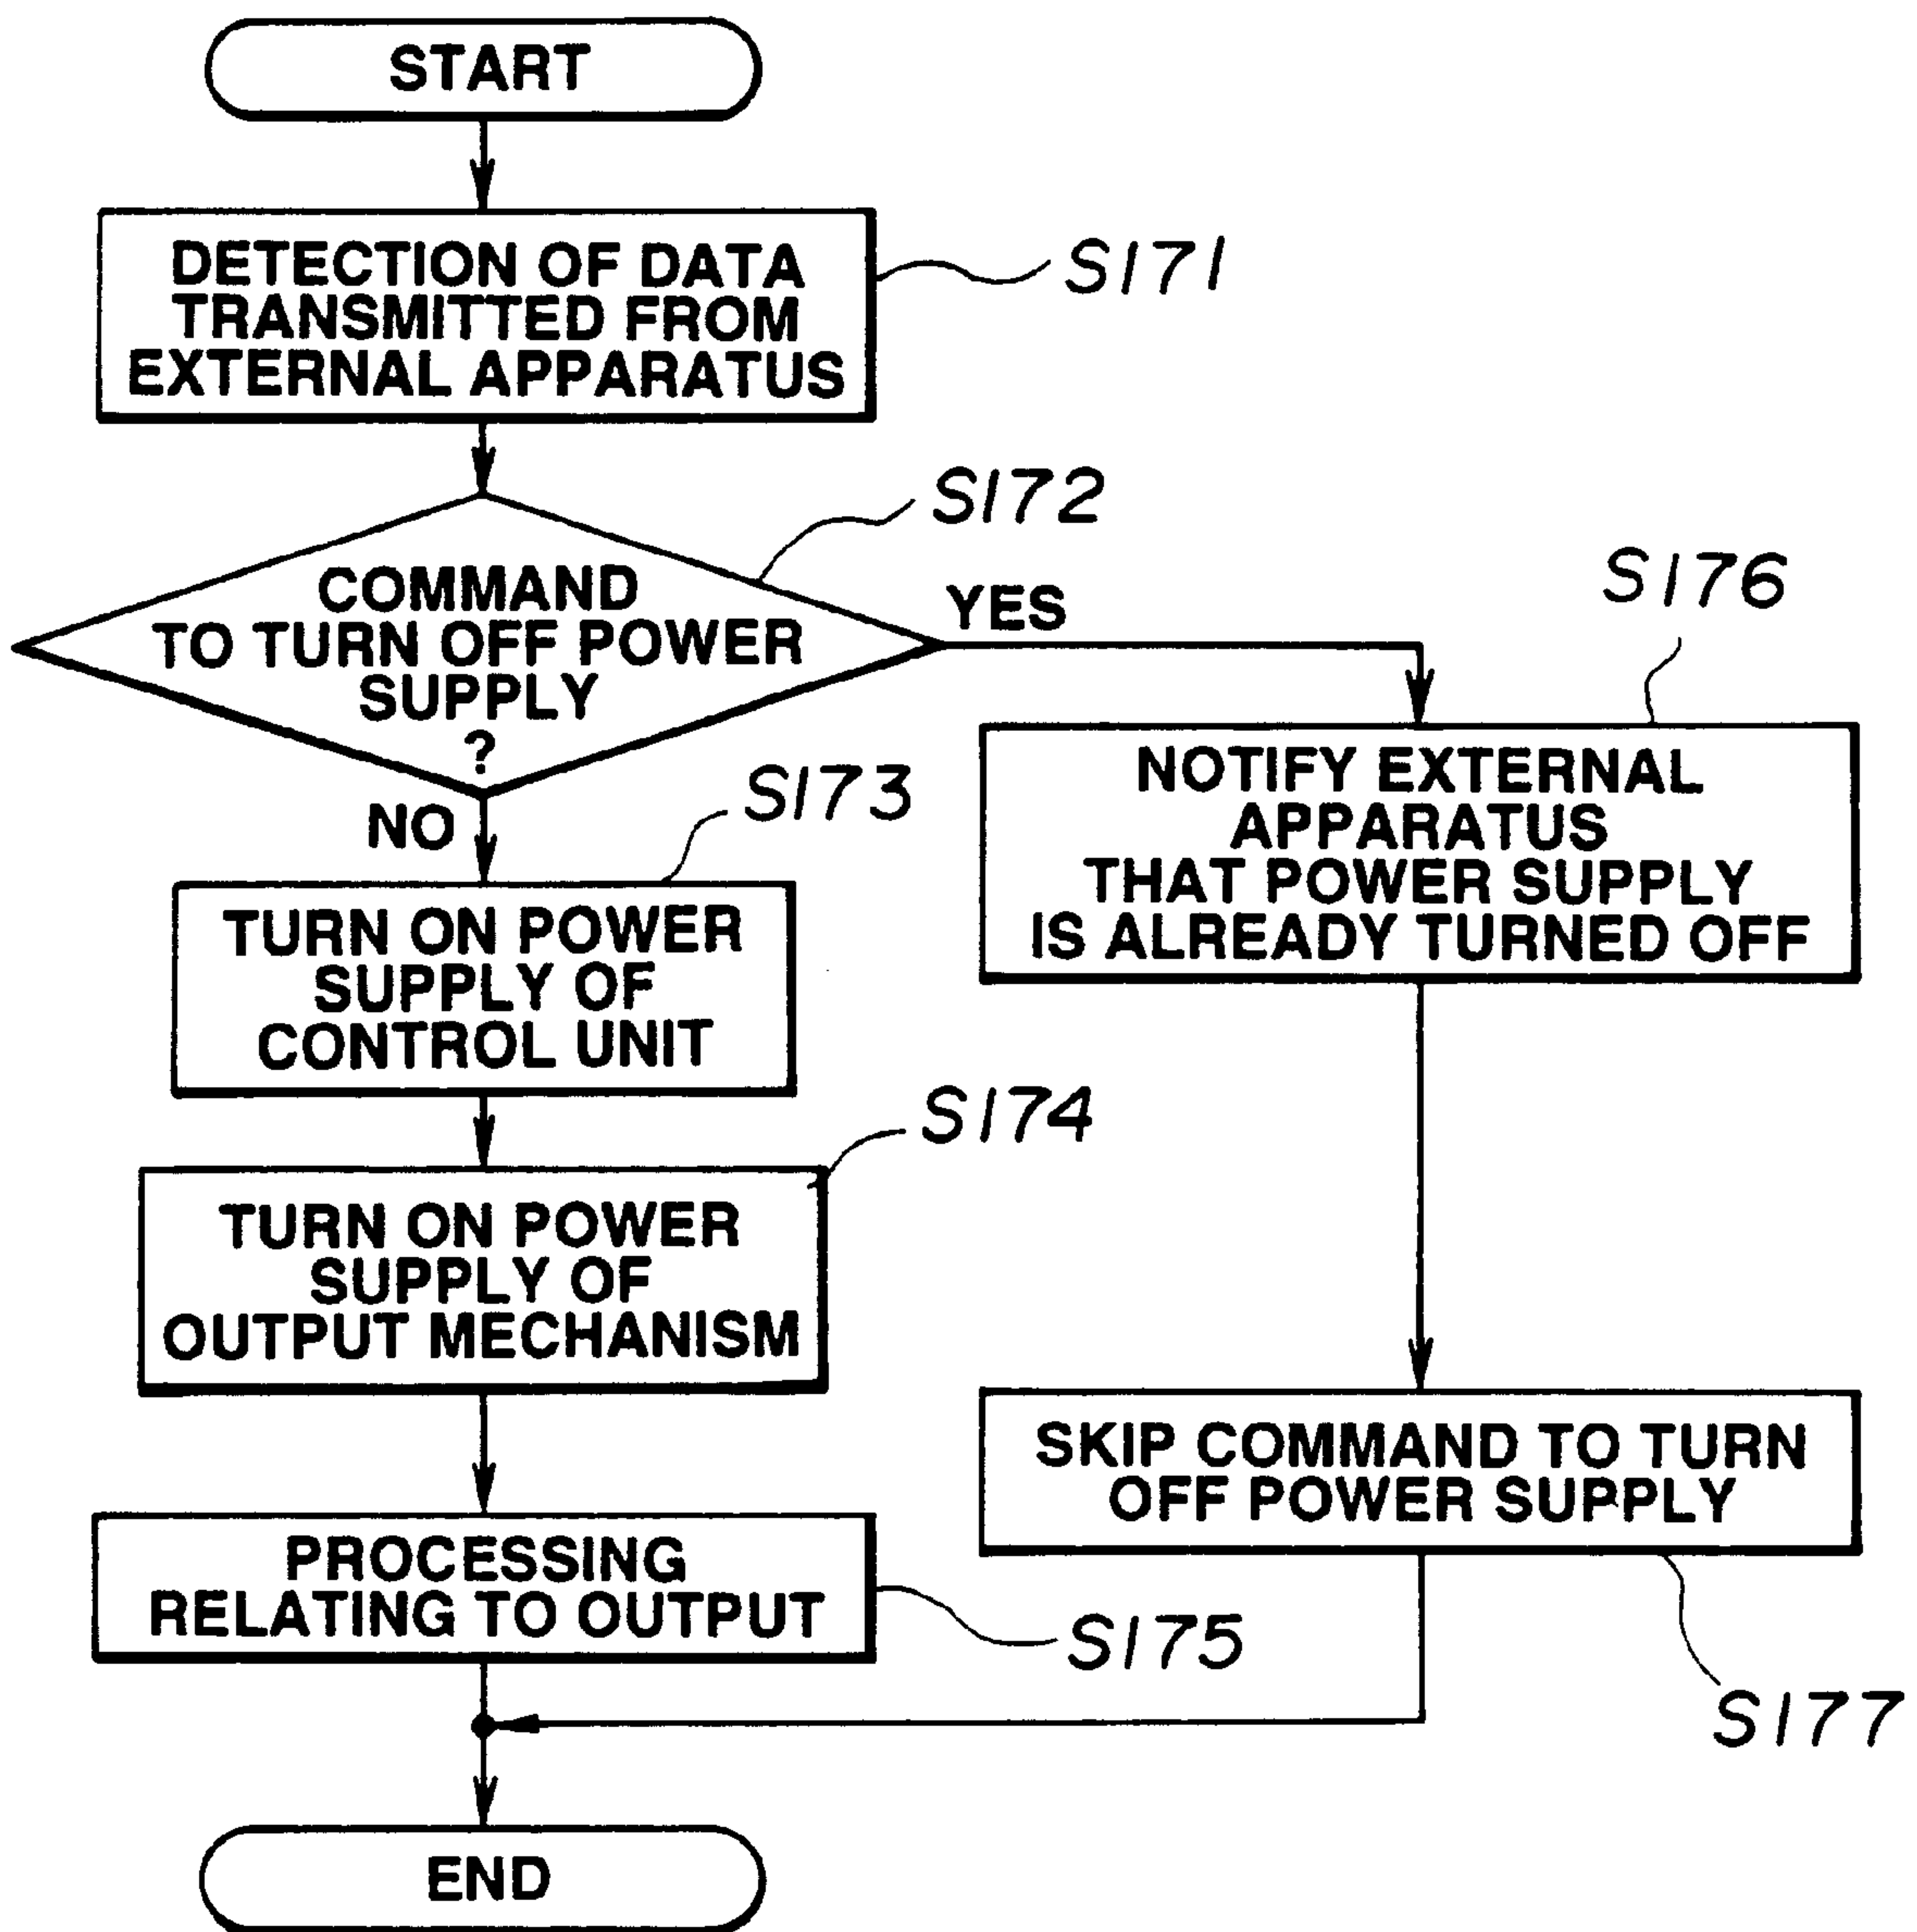 START
DETECTION OF DATA
TRANSMITTED FROM
EXTERNAL APPARATUS
S171
COMMAND
TO TURN OFF POWER
SUPPLY
?
S172
YES
NO
S173
TURN ON POWER
SUPPLY OF
CONTROL UNIT
S174
TURN ON POWER
SUPPLY OF
OUTPUT MECHANISM
PROCESSING
RELATING TO OUTPUT
S175
S176
NOTIFY EXTERNAL
APPARATUS
THAT POWER SUPPLY
IS ALREADY TURNED OFF
SKIP COMMAND TO TURN
OFF POWER SUPPLY
S177
END